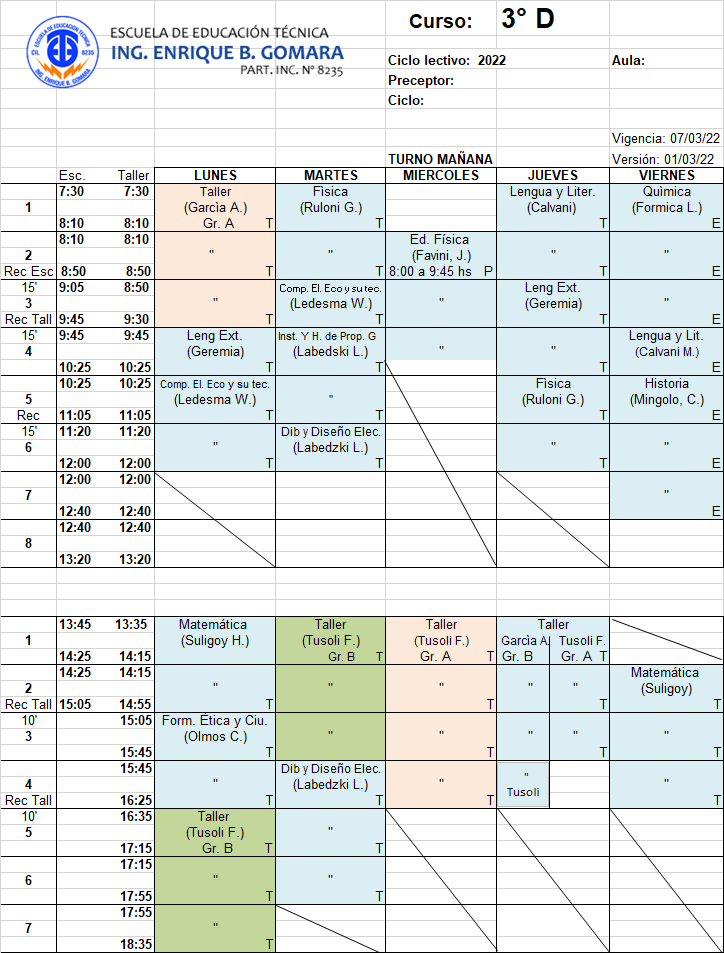 ESCUELA DE EDUCACIÓN TÉCNICA
ING. ENRIQUE B. GOMARA
PART. INC. Nº 8235
Curso: 3° D
Ciclo lectivo: 2022 Aula:
Preceptor:
Ciclo:
Vigencia: 07/03/22
TURNO MAÑANA Versión: 01/03/22
Esc. Taller LUNES MARTES MIERCOLES JUEVES VIERNES
7:30 7:30 Taller Fìsica Lengua y Liter. Quìmica
1 (Garcìa A.) (Ruloni G.) (Calvani) (Formica L.)
8:10 8:10 Gr. A T T T E
8:10 8:10 Ed. Física
2 " " (Favini, J.) " "
Rec Esc 8:50 8:50 T T 8:00 a 9:45 hs P T E
15' 9:05 8:50 Comp. El. Eco y su tec. Leng Ext.
3 " (Ledesma W.) " (Geremia) "
Rec Tall 9:45 9:30 T T T E
15' 9:45 9:45 Leng Ext. Inst. Y H. de Prop. G Lengua y Lit.
4 (Geremia) (Labedski L.) " " (Calvani M.)
10:25 10:25 T T T E
10:25 10:25 Comp. El. Eco y su tec. Fìsica Historia
5 (Ledesma W.) " (Ruloni G.) (Mingolo, C.)
Rec 11:05 11:05 T T T E
15' 11:20 11:20 Dib y Diseño Elec.
6 " (Labedzki L.) " "
12:00 12:00 T T T E
12:00 12:00
7 "
12:40 12:40 E
12:40 12:40
8
13:20 13:20
13:45 13:35 Matemática Taller Taller Taller
1 (Suligoy H.) (Tusoli F.) (Tusoli F.) Garcìa A Tusoli F.
14:25 14:15 T Gr. B T Gr. A T Gr. B Gr. A T
14:25 14:15 Matemática
2 " " " " " (Suligoy)
Rec Tall 15:05 14:55 T T T T T
10' 15:05 Form. Ética y Ciu.
3 (Olmos C.) " " " " "
15:45 T T T T T
15:45 Dib y Diseño Elec. "
4 " (Labedzki L.) " Tusoli "
Rec Tall 16:25 T T T T
10' 16:35 Taller
5 (Tusoli F.) "
17:15 Gr. B T T
17:15
6 " "
17:55 T T
17:55
7 "
18:35 T